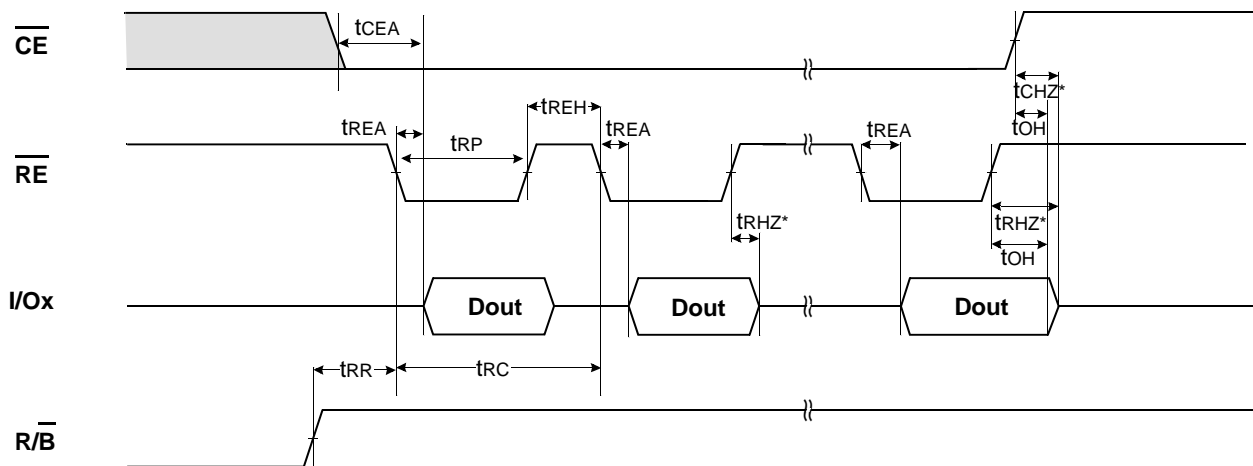 CE
tCEA
tCHZ*
tREH
tREA
tREA
tREA
tOH
tRP
RE
tRHZ*
tRHZ*
tOH
I/Ox
Dout
Dout
Dout
tRR
tRC
R/B